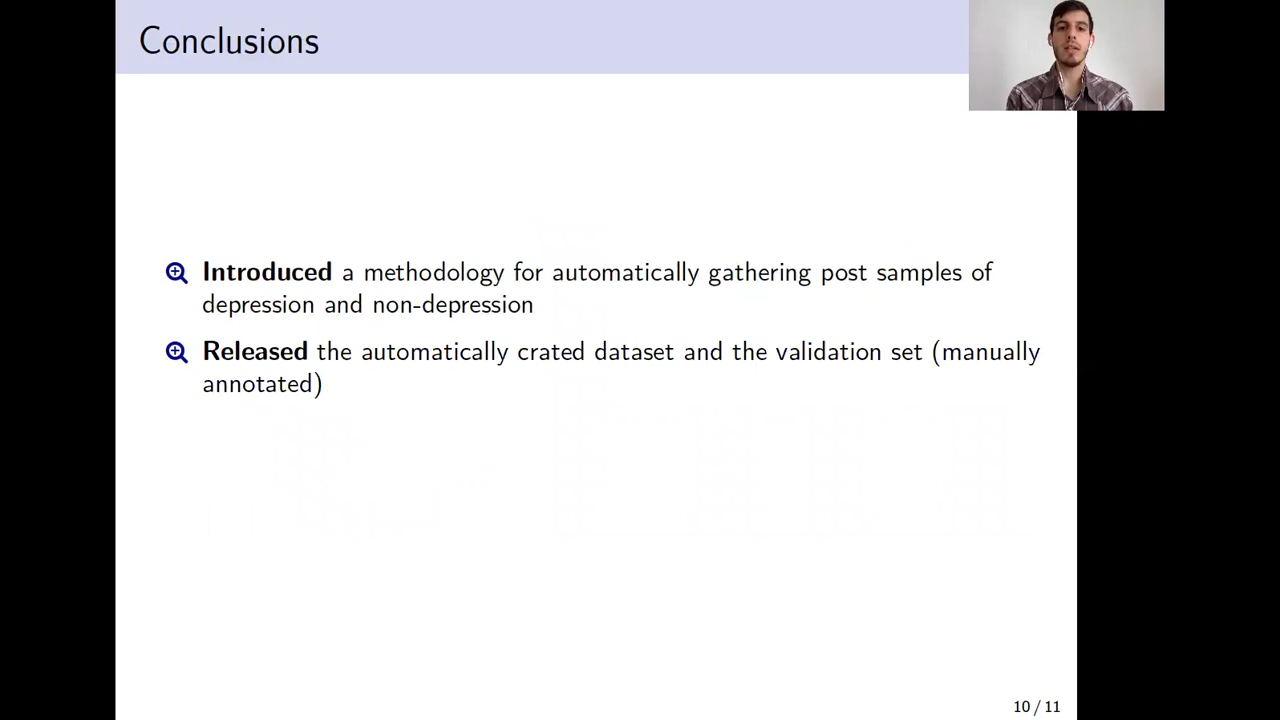 Conclusions
Introduced a methodology for automatically gathering post samples of
depression and non-depression
Released the automatically crated dataset and the validation set (manually
annotated)
10 / 11